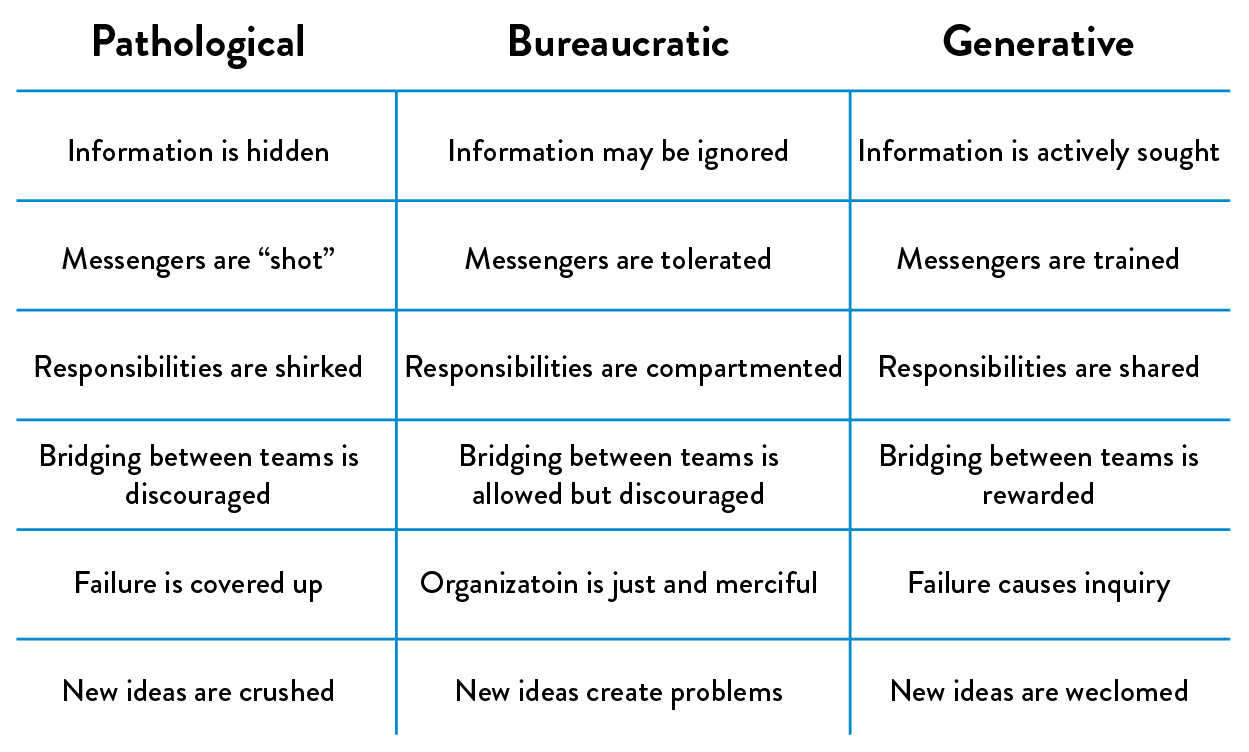 Pathological Bureaucratic Generative
Information is hidden Information may be ignored Information is actively sought
Messengers are “shot” Messengers are tolerated Messengers are trained
Responsibilities are shirked Responsibilities are compartmented Responsibilities are shared
Bridging between teams is Bridging between teams is Bridging between teams is
discouraged allowed but discouraged rewarded
Failure is covered up Organizatoin is just and merciful Failure causes inquiry
New ideas are crushed New ideas create problems New ideas are weclomed